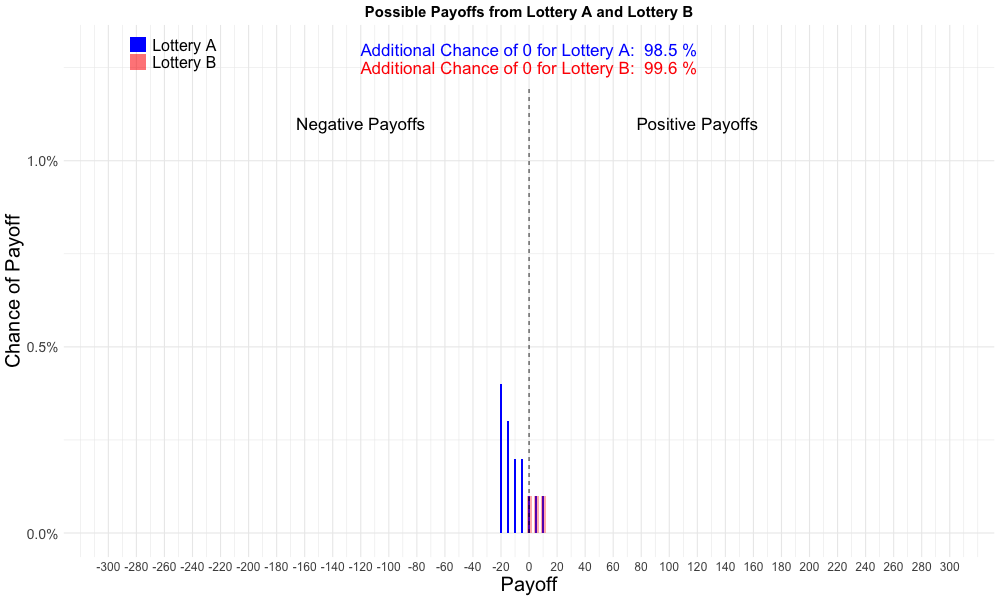 Possible Payoffs from Lottery A and Lottery B
Lottery A
Lottery B
Additional Chance of 0 for Lottery A: 98.5 %
Additional Chance of 0 for Lottery B: 99.6 %
Negative Payoffs
Positive Payoffs
Chance of Payoff
1.0%
0.5%
0.0%
-300 -280 -260 -240 -220 -200 -180 -160 -140 -120 -100 -80 -60 -40 -20 0 20 40 60 80 100 120 140 160 180 200 220 240 260 280 300
Payoff